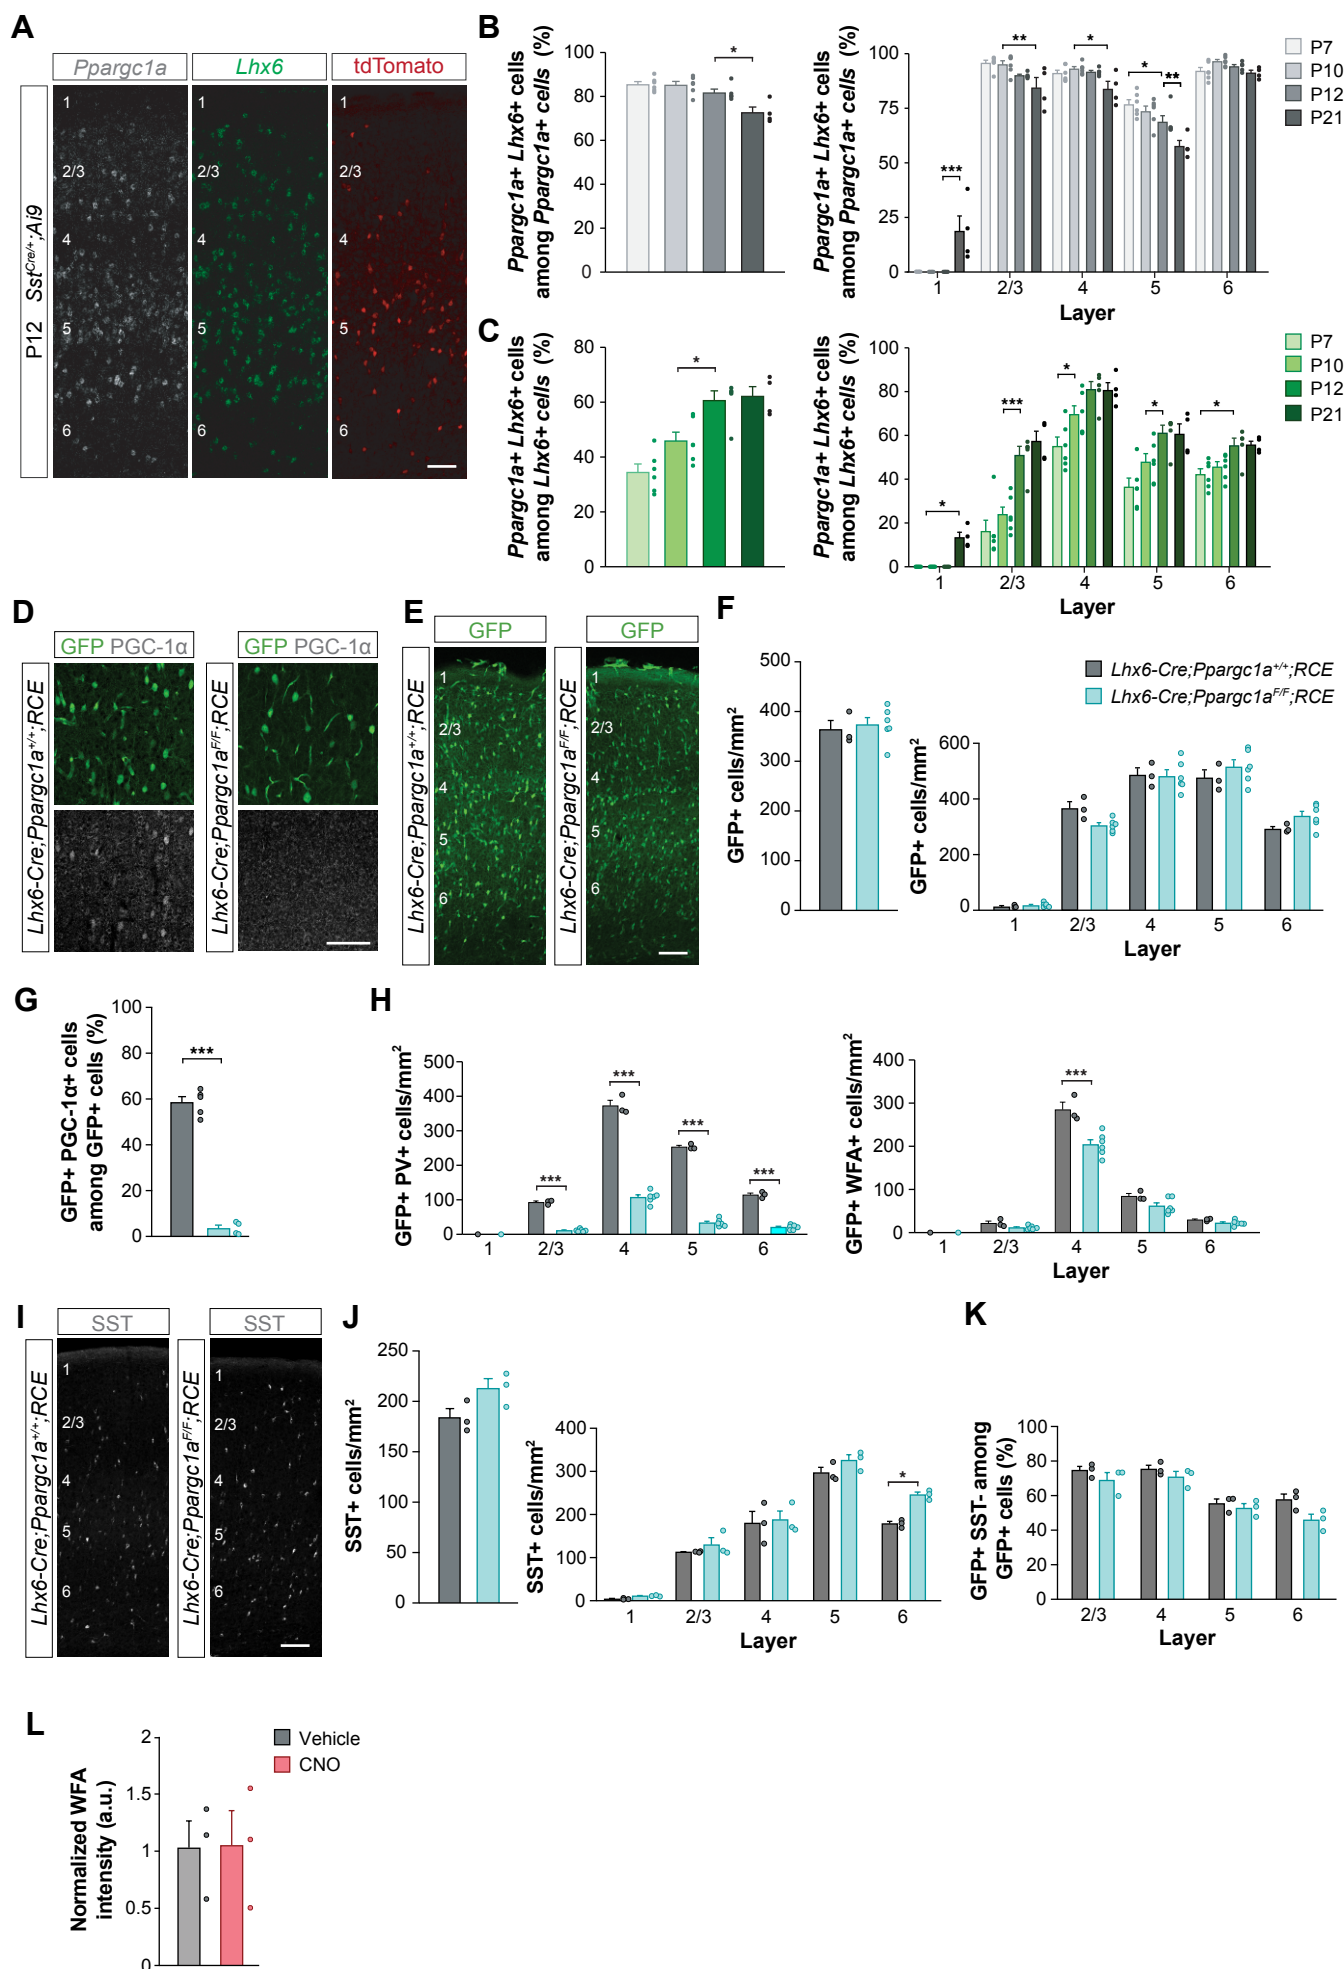 A
Ppargc1a
Lhx6
tdTomato
P12 SstCre/+;Ai9
1
2/3
4
5
6
1
2/3
4
5
6
1
2/3
4
5
6
B
Ppargc1a+ Lhx6+ cells
among Ppargc1a+ cells (%)
100
80
60
40
20
0
*
Ppargc1a+ Lhx6+ cells
among Ppargc1a+ cells (%)
100
75
50
25
0
***
**
*
*
**
1
2/3
4
5
6
Layer
P7
P10
P12
P21
C
Ppargc1a+ Lhx6+ cells
among Lhx6+ cells (%)
80
60
40
20
0
*
Ppargc1a+ Lhx6+ cells
among Lhx6+ cells (%)
100
80
60
40
20
0
*
***
*
*
*
1
2/3
4
5
6
Layer
P7
P10
P12
P21
D
Lhx6-Cre;Ppargc1a+/+;RCE
GFP PGC-1α
Lhx6-Cre;Ppargc1aF/F;RCE
GFP PGC-1α
E
Lhx6-Cre;Ppargc1a+/+;RCE
GFP
1
2/3
4
5
6
Lhx6-Cre;Ppargc1aF/F;RCE
GFP
1
2/3
4
5
6
F
Lhx6-Cre;Ppargc1a+/+;RCE
Lhx6-Cre;Ppargc1aF/F;RCE
GFP+ cells/mm2
500
400
300
200
100
0
GFP+ cells/mm2
600
400
200
0
1
2/3
4
5
6
Layer
G
GFP+ PGC-1α+ cells
among GFP+ cells (%)
100
80
60
40
20
0
***
H
GFP+ PV+ cells/mm2
500
400
300
200
100
0
***
***
***
***
1
2/3
4
5
6
GFP+ WFA+ cells/mm2
400
300
200
100
0
***
1
2/3
4
5
6
Layer
I
Lhx6-Cre;Ppargc1a+/+;RCE
SST
1
2/3
4
5
6
Lhx6-Cre;Ppargc1aF/F;RCE
SST
1
2/3
4
5
6
J
SST+ cells/mm2
250
200
150
100
50
0
SST+ cells/mm2
400
300
200
100
0
*
1
2/3
4
5
6
Layer
K
GFP+ SST- among
GFP+ cells (%)
100
80
60
40
20
0
2/3
4
5
6
Layer
L
Normalized WFA
intensity (a.u.)
2
1.5
1
0.5
0
Vehicle
CNO